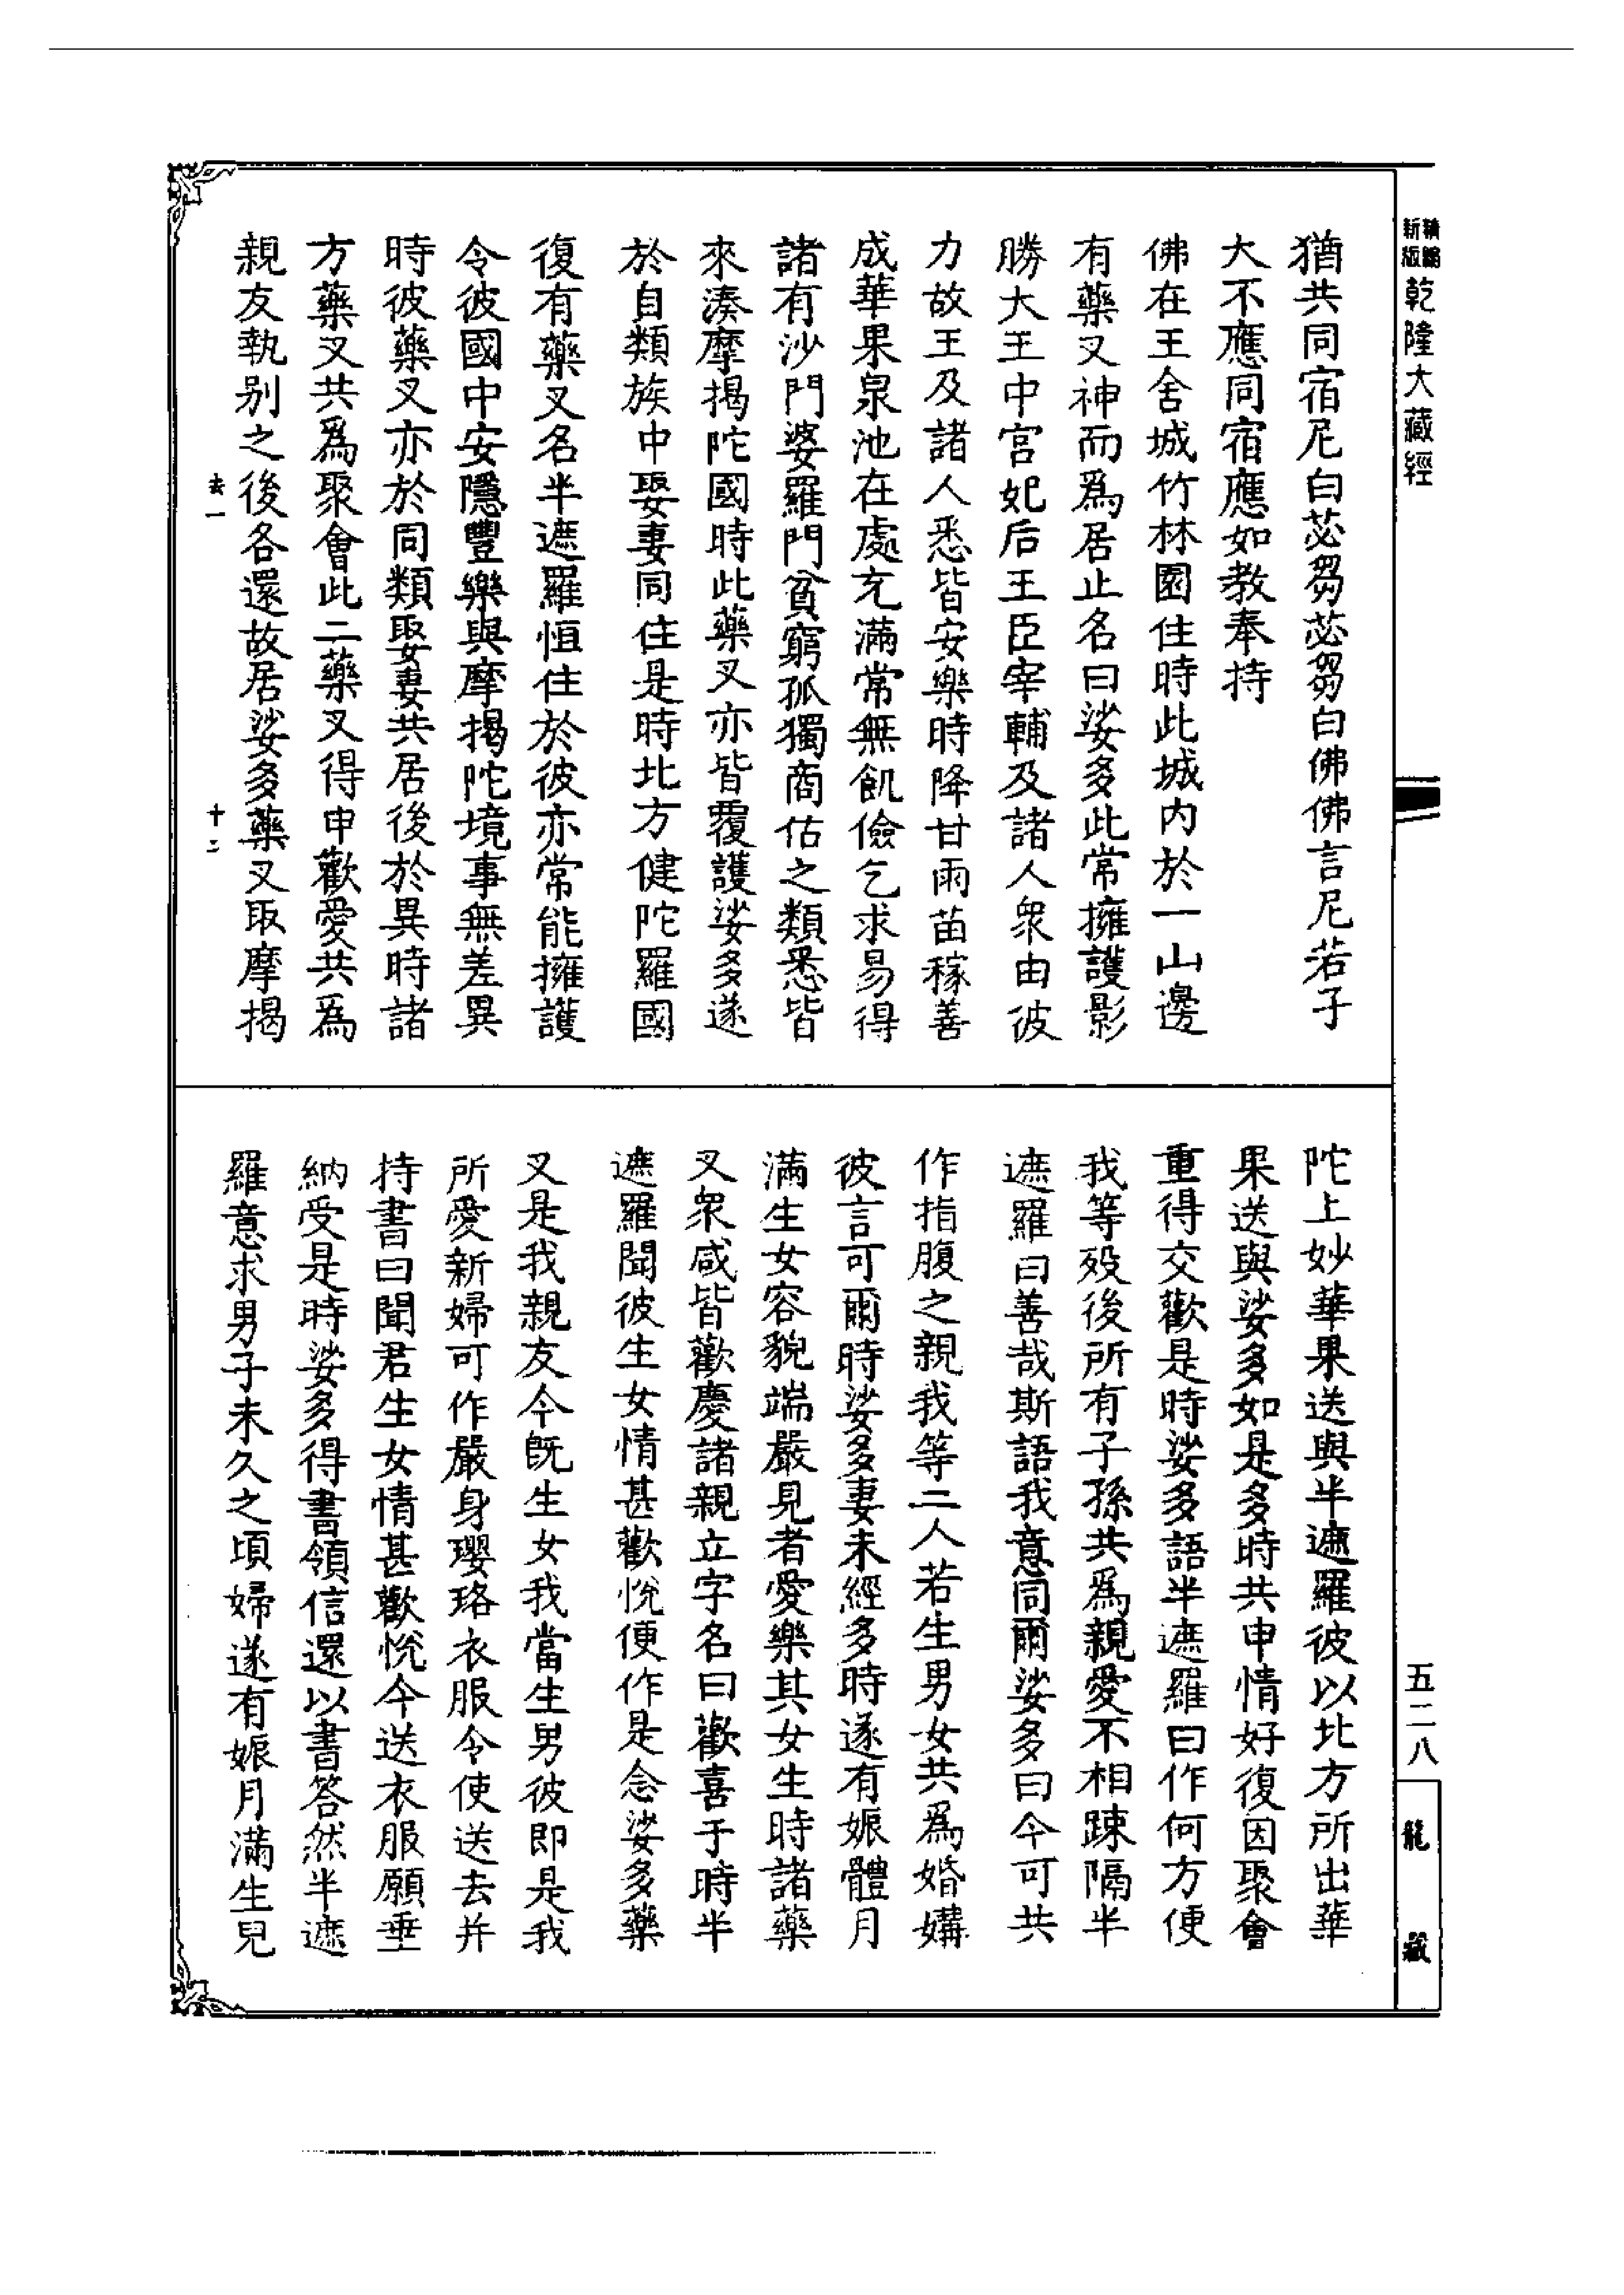 新編
新版
乾隆大藏經
猶共同宿尼白苾芻苾芻白佛佛言尼若子
大不應同宿應如教奉持
佛在王舍城竹林園住時此城内於一山邊
有藥叉神而爲居止名曰娑多此常擁護影
勝大王中宫妃后王臣宰輔及諸人衆由彼
力故王及諸人悉皆安樂時降甘雨苗稼善
成華果泉池在處充滿常無飢儉乞求易得
諸有沙門婆羅門貧窮孤獨商估之類悉皆
來湊摩揭陀國時此藥叉亦皆覆護娑多遂
於自類族中娶妻同住是時北方健陀羅國
復有藥叉名半遮羅恒住於彼亦常能擁護
令彼國中安隱豐樂與摩揭陀境事無差異
時彼藥叉亦於同類娶妻共居後於異時諸
方藥叉共爲聚會此二藥叉得申歡愛共爲
親友執别之後各還故居娑多藥叉取摩揭
去一
十二
陀上妙華果送與半遮羅彼以北方所出華
果送與娑多如是多時共申情好復因聚會
重得交歡是時娑多語半遮羅曰作何方便
我等殁後所有子孫共爲親愛不相踈隔半
遮羅曰善哉斯語我意同爾娑多曰今可共
作指腹之親我等二人若生男女共爲婚媾
彼言可爾時娑多妻未經多時遂有娠體月
滿生女容貌端嚴見者愛樂其女生時諸藥
叉衆咸皆歡慶諸親立字名曰歡喜于時半
遮羅聞彼生女情甚歡悅便作是念娑多藥
叉是我親友今旣生女我當生男彼即是我
所愛新婦可作嚴身瓔珞衣服令使送去并
持書曰聞君生女情甚歡悅今送衣服願垂
納受是時娑多得書領信還以書答然半遮
羅意求男子未久之頃婦遂有娠月滿生兒
五二八
龍藏